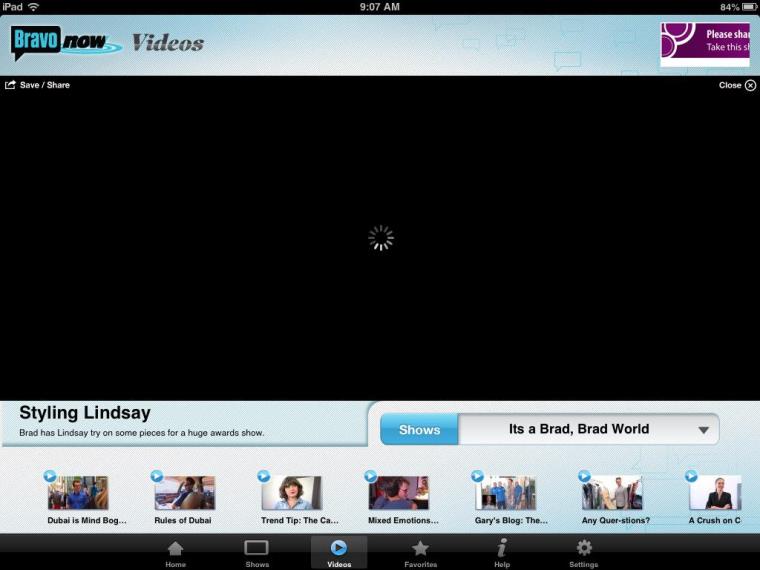 iPad 9:07 AM 84%
Bravo now Videos
Please shar
Take this sh
Save / Share Close
Styling Lindsay
Brad has Lindsay try on some pieces for a huge awards show.
Shows Its a Brad, Brad World
Dubai is Mind Bog... Rules of Dubai Trend Tip: The Ca... Mixed Emotions... Gary's Blog: The... Any Quer-stions? A Crush on C
Home Shows Videos Favorites Help Settings